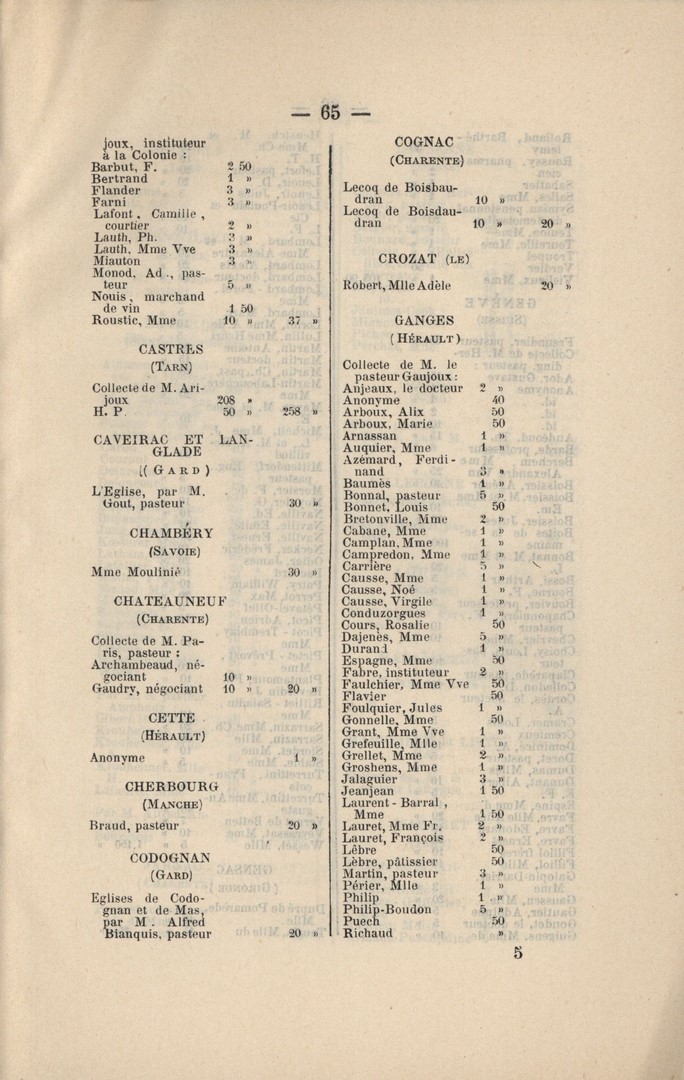 — 65 —
joux, instituteur
à la Colonie :
Barbut, F. 2 50
Bertrand 1 »
Flander 3 »
Farni 3 »
Lafont, Camille,
courtier 2 »
Lauth, Ph. 3 »
Lauth, Mme Vve 3 »
Miauton 3 »
Monod, Ad., pas-
teur 5 »
Nouis, marchand
de vin 1 50
Roustic, Mme 10 » 37 »
CASTRES
(TARN)
Collecte de M. Ari-
joux 208 »
H. P. 50 » 258 »
CAVEIRAC ET LAN-
GLADE
(GARD)
L'Eglise, par M.
Gout, pasteur 30 »
CHAMBÉRY
(SAVOIE)
Mme Moulinié 30 »
CHATEAUNEUF
(CHARENTE)
Collecte de M. Pa-
ris, pasteur :
Archambeaud, né-
gociant 10 »
Gaudry, négociant 10 » 20 »
CETTE
(HÉRAULT)
Anonyme 1 »
CHERBOURG
(MANCHE)
Braud, pasteur 20 »
CODOGNAN
(GARD)
Eglises de Codo-
gnan et de Mas,
par M. Alfred
Bianquis, pasteur 20 »
COGNAC
(CHARENTE)
Lecoq de Boisbau-
dran 10 »
Lecoq de Boisdau-
dran 10 » 20 »
CROZAT (LE)
Robert, Mlle Adèle 20 »
GANGES
(HÉRAULT)
Collecte de M. le
pasteur Gaujoux :
Anjeaux, le docteur 2 »
Anonyme 40
Arboux, Alix 50
Arboux, Marie 50
Arnassan 1 »
Auquier, Mme 1 »
Azémard, Ferdi-
nand 3 »
Baumès 1 »
Bonnal, pasteur 5 »
Bonnet, Louis 50
Bretonville, Mme 2 »
Cabane, Mme 1 »
Camplan, Mme 1 »
Campredon, Mme 1 »
Carrière 5 »
Causse, Mme 1 »
Causse, Noé 1 »
Causse, Virgile 1 »
Conduzorgues 1 »
Cours, Rosalie 50
Dajenès, Mme 5 »
Durand 1 »
Espagne, Mme 50
Fabre, instituteur 2 »
Faulchier, Mme Vve 50
Flavier 50
Foulquier, Jules 1 »
Gonnelle, Mme 50
Grant, Mme Vve 1 »
Grefeuille, Mlle 1 »
Grellet, Mme 2 »
Groshens, Mme 1 »
Jalaguier 3 »
Jeanjean 1 50
Laurent-Barral,
Mme 1 50
Lauret, Mme Fr. 2 »
Lauret, François 2 »
Lêbre 50
Lèbre, pâtissier 50
Martin, pasteur 3 »
Périer, Mlle 1 »
Philip 1 »
Philip-Boudon 5 »
Puech 50
Richaud »
5